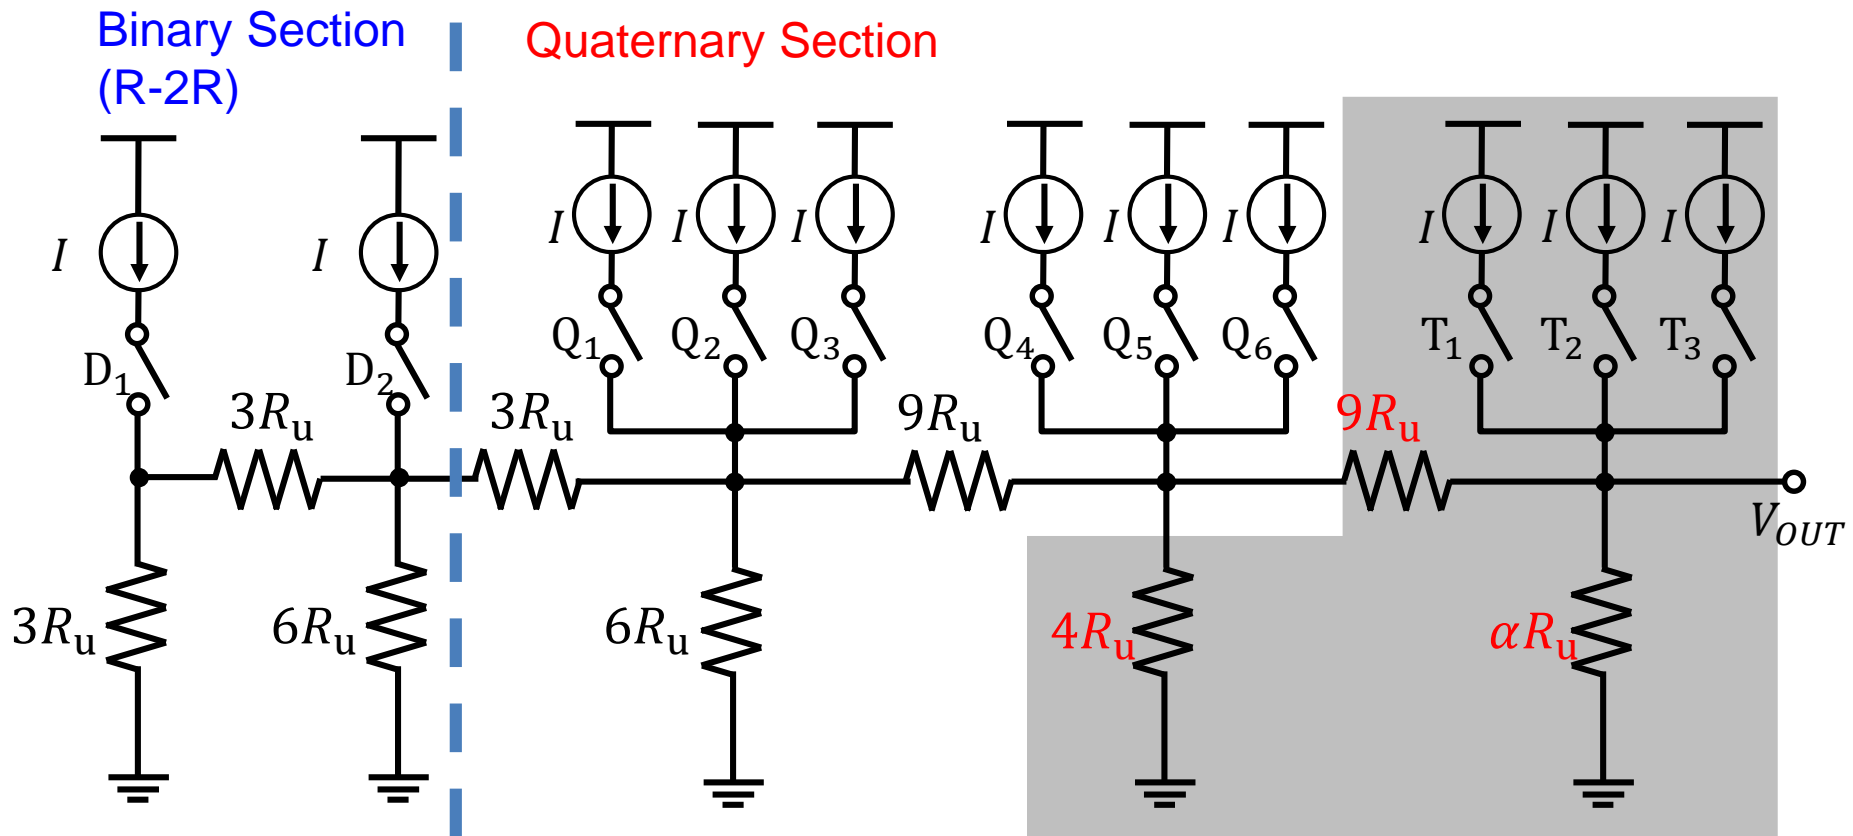 Binary Section
(R-2R)
Quaternary Section
I
I
I
I
I
I
I
I
I
I
I
D₁
D₂
Q₁
Q₂
Q₃
Q₄
Q₅
Q₆
T₁
T₂
T₃
3Rᵤ
3Rᵤ
9Rᵤ
9Rᵤ
V_OUT
3Rᵤ
6Rᵤ
6Rᵤ
4Rᵤ
αRᵤ